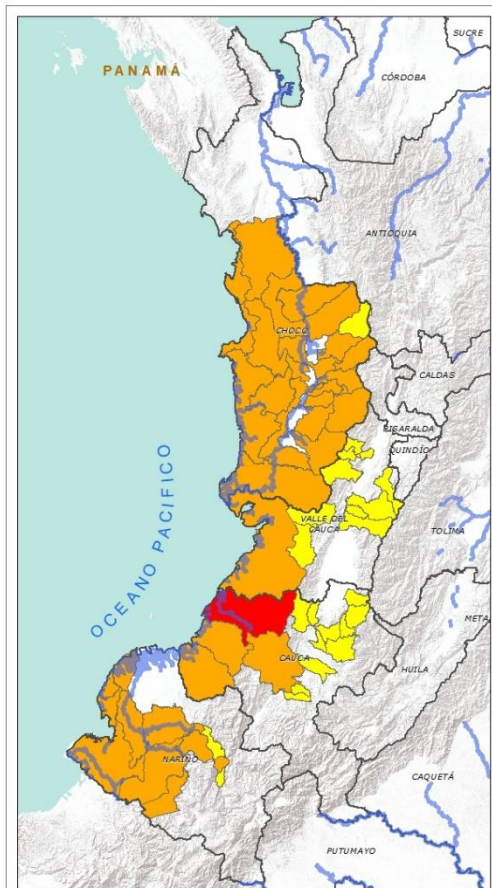 SUCRE
PANAMÁ
CÓRDOBA
ANTIOQUIA
CHOCÓ
CALDAS
RISARALDA
QUINDÍO
VALLE DEL
CAUCA
TOLIMA
OCEANO PACIFICO
META
CAUCA
HUILA
NARIÑO
CAQUETÁ
PUTUMAYO